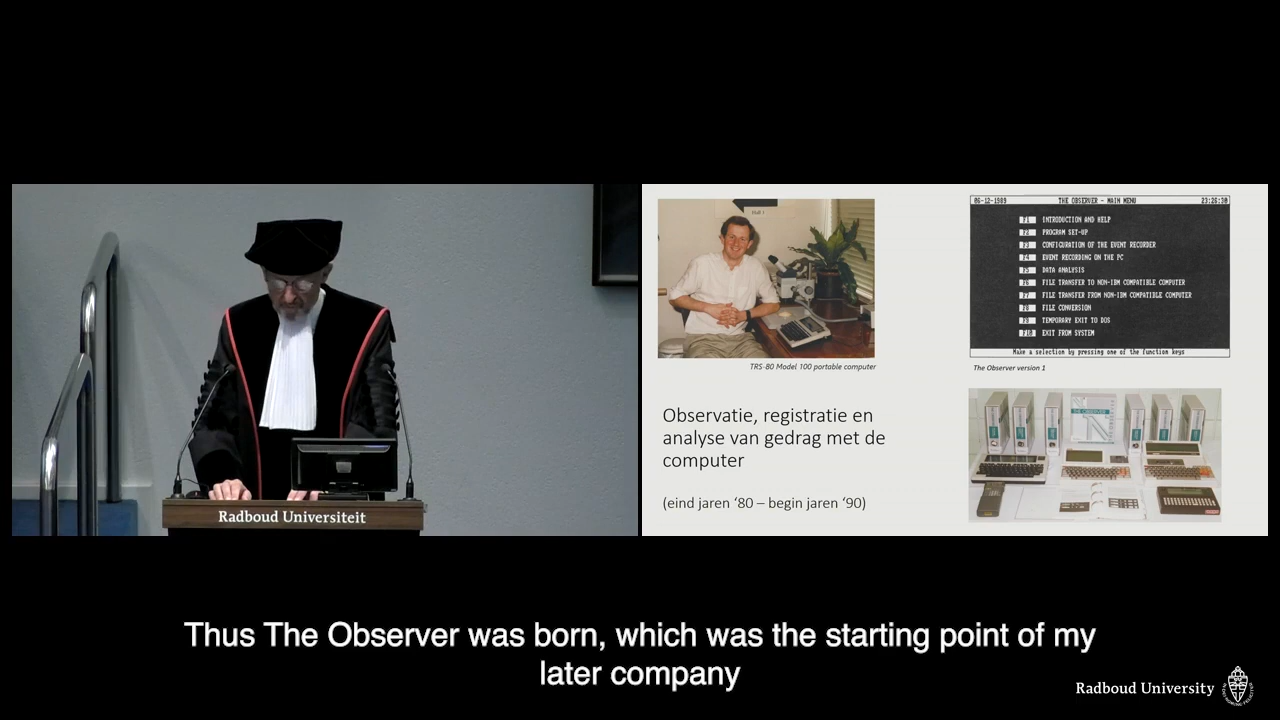 Radboud Universiteit
Hall 1
TRS-80 Model 100 portable computer
Observatie, registratie en
analyse van gedrag met de
computer
(eind jaren ‘80 – begin jaren ‘90)
06-12-1989 THE OBSERVER - MAIN MENU 23:26:30
F1 INTRODUCTION AND HELP
F2 PROGRAM SET-UP
F3 CONFIGURATION OF THE EVENT RECORDER
F4 EVENT RECORDING ON THE PC
F5 DATA ANALYSIS
F6 FILE TRANSFER TO NON-IBM COMPATIBLE COMPUTER
F7 FILE TRANSFER FROM NON-IBM COMPATIBLE COMPUTER
F8 FILE CONVERSION
F9 TEMPORARY EXIT TO DOS
F10 EXIT FROM SYSTEM
Make a selection by pressing one of the function keys
The Observer version 1
THE OBSERVER
Thus The Observer was born, which was the starting point of my
later company
Radboud University